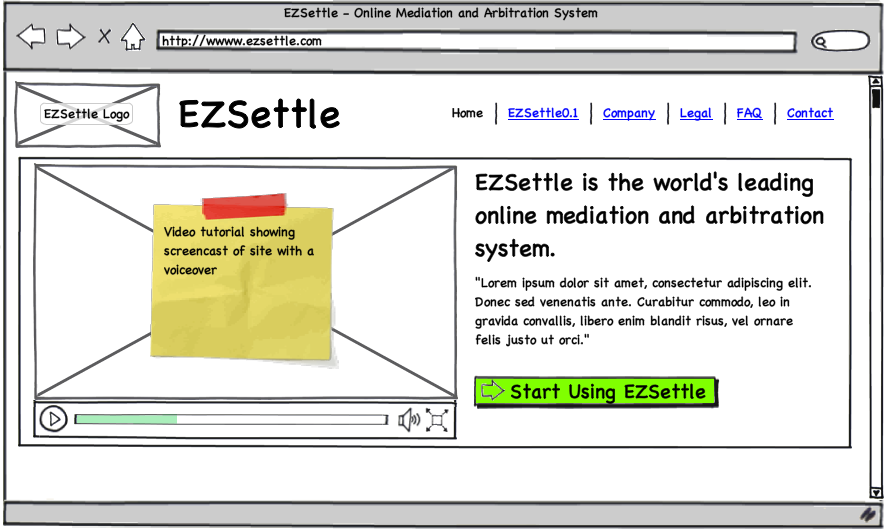 EZSettle - Online Mediation and Arbitration System
http://wwww.ezsettle.com
EZSettle Logo
EZSettle
Home | EZSettle0.1 | Company | Legal | FAQ | Contact
Video tutorial showing
screencast of site with a
voiceover
EZSettle is the world's leading
online mediation and arbitration
system.
"Lorem ipsum dolor sit amet, consectetur adipiscing elit.
Donec sed venenatis ante. Curabitur commodo, leo in
gravida convallis, libero enim blandit risus, vel ornare
felis justo ut orci."
Start Using EZSettle